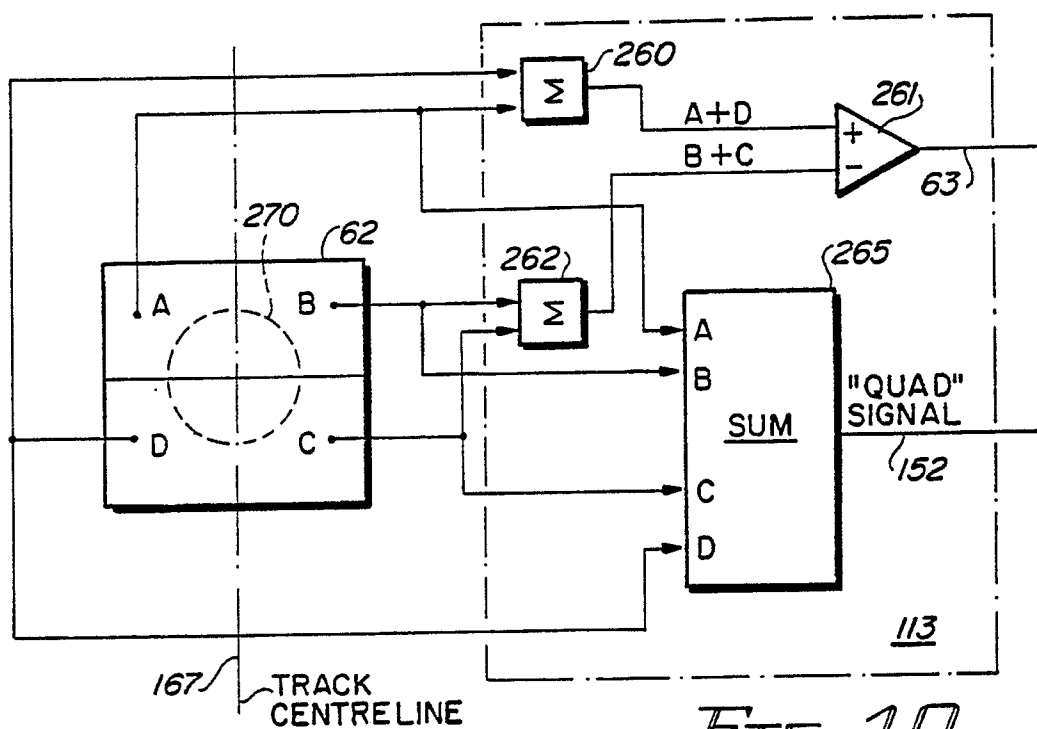 260
Σ
261
A+D
+
B+C
−
63
270
62
262
265
A
B
Σ
A
B
"QUAD"
SIGNAL
SUM
D
C
152
C
D
113
167
TRACK
CENTRELINE